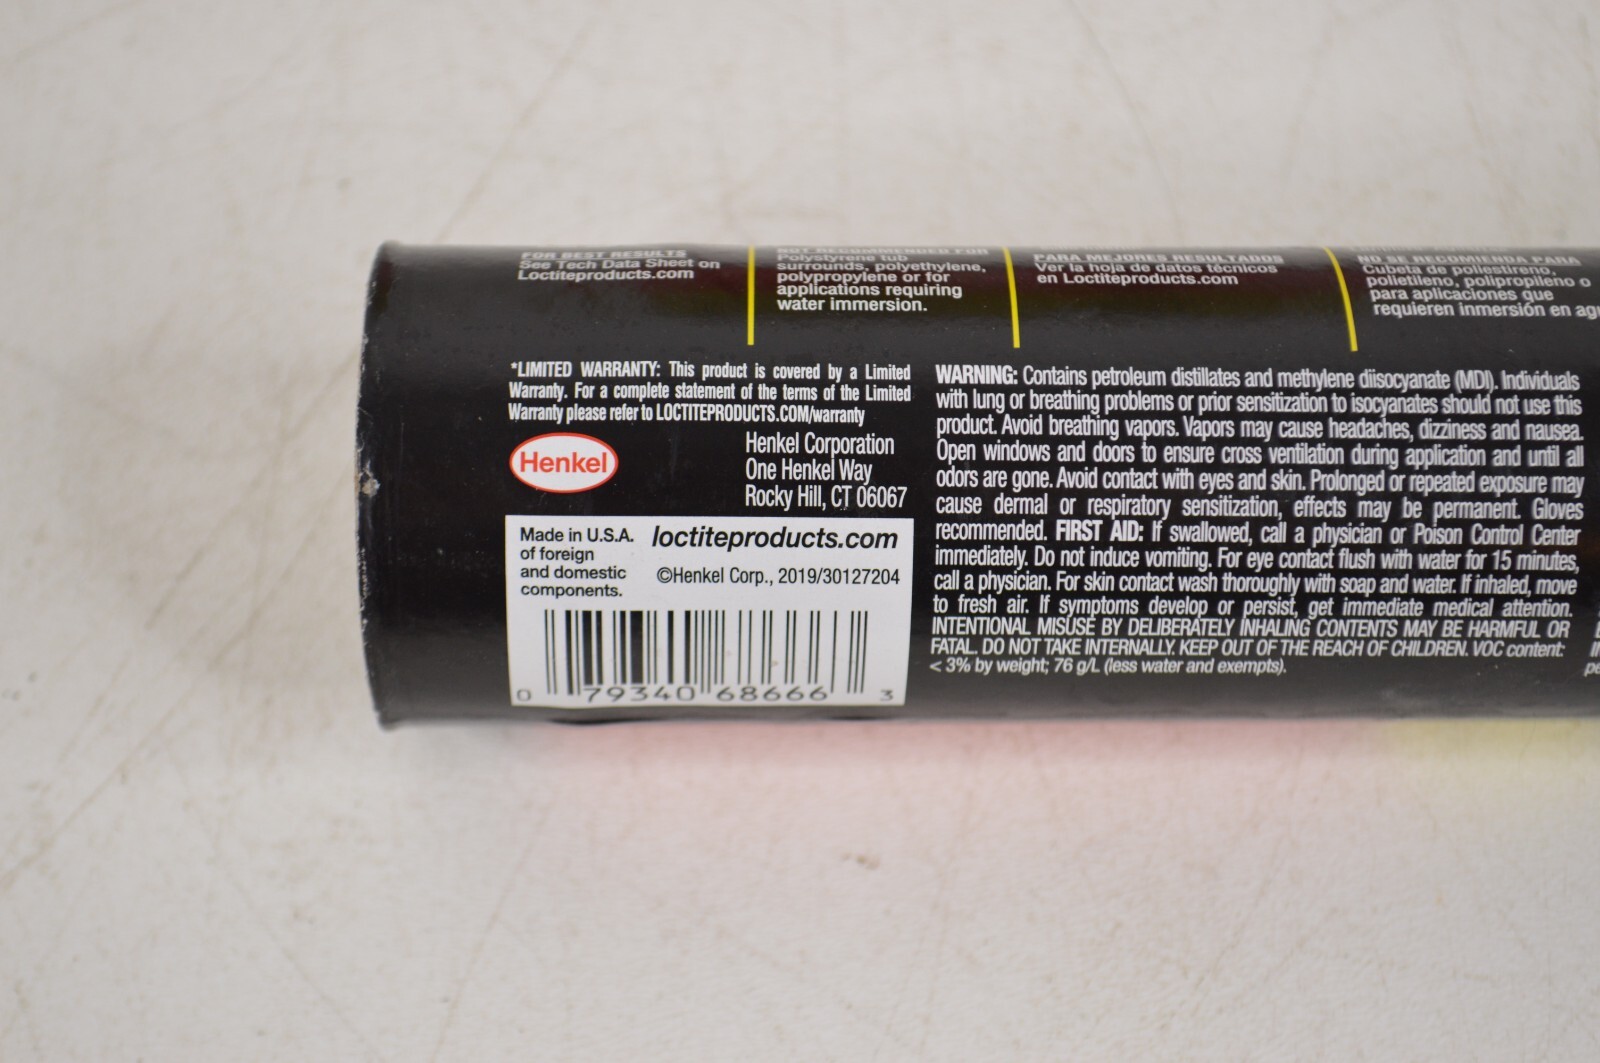 FOR BEST RESULTS
See Tech Data Sheet on
Loctiteproducts.com
NOT RECOMMENDED FOR
Polystyrene tub
surrounds, polyethylene,
polypropylene or for
applications requiring
water immersion.
PARA MEJORES RESULTADOS
Ver la hoja de datos técnicos
en Loctiteproducts.com
NO SE RECOMIENDA PARA
Cubeta de poliestireno,
polietileno, polipropileno o
para aplicaciones que
requieren inmersión en agu
*LIMITED WARRANTY: This product is covered by a Limited
Warranty. For a complete statement of the terms of the Limited
Warranty please refer to LOCTITEPRODUCTS.COM/warranty
Henkel
Henkel Corporation
One Henkel Way
Rocky Hill, CT 06067
Made in U.S.A.
of foreign
and domestic
components.
loctiteproducts.com
©Henkel Corp., 2019/30127204
0 79340 68666 3
WARNING: Contains petroleum distillates and methylene diisocyanate (MDI). Individuals
with lung or breathing problems or prior sensitization to isocyanates should not use this
product. Avoid breathing vapors. Vapors may cause headaches, dizziness and nausea.
Open windows and doors to ensure cross ventilation during application and until all
odors are gone. Avoid contact with eyes and skin. Prolonged or repeated exposure may
cause dermal or respiratory sensitization, effects may be permanent. Gloves
recommended. FIRST AID: If swallowed, call a physician or Poison Control Center
immediately. Do not induce vomiting. For eye contact flush with water for 15 minutes,
call a physician. For skin contact wash thoroughly with soap and water. If inhaled, move
to fresh air. If symptoms develop or persist, get immediate medical attention.
INTENTIONAL MISUSE BY DELIBERATELY INHALING CONTENTS MAY BE HARMFUL OR
FATAL. DO NOT TAKE INTERNALLY. KEEP OUT OF THE REACH OF CHILDREN. VOC content:
< 3% by weight; 76 g/L (less water and exempts).